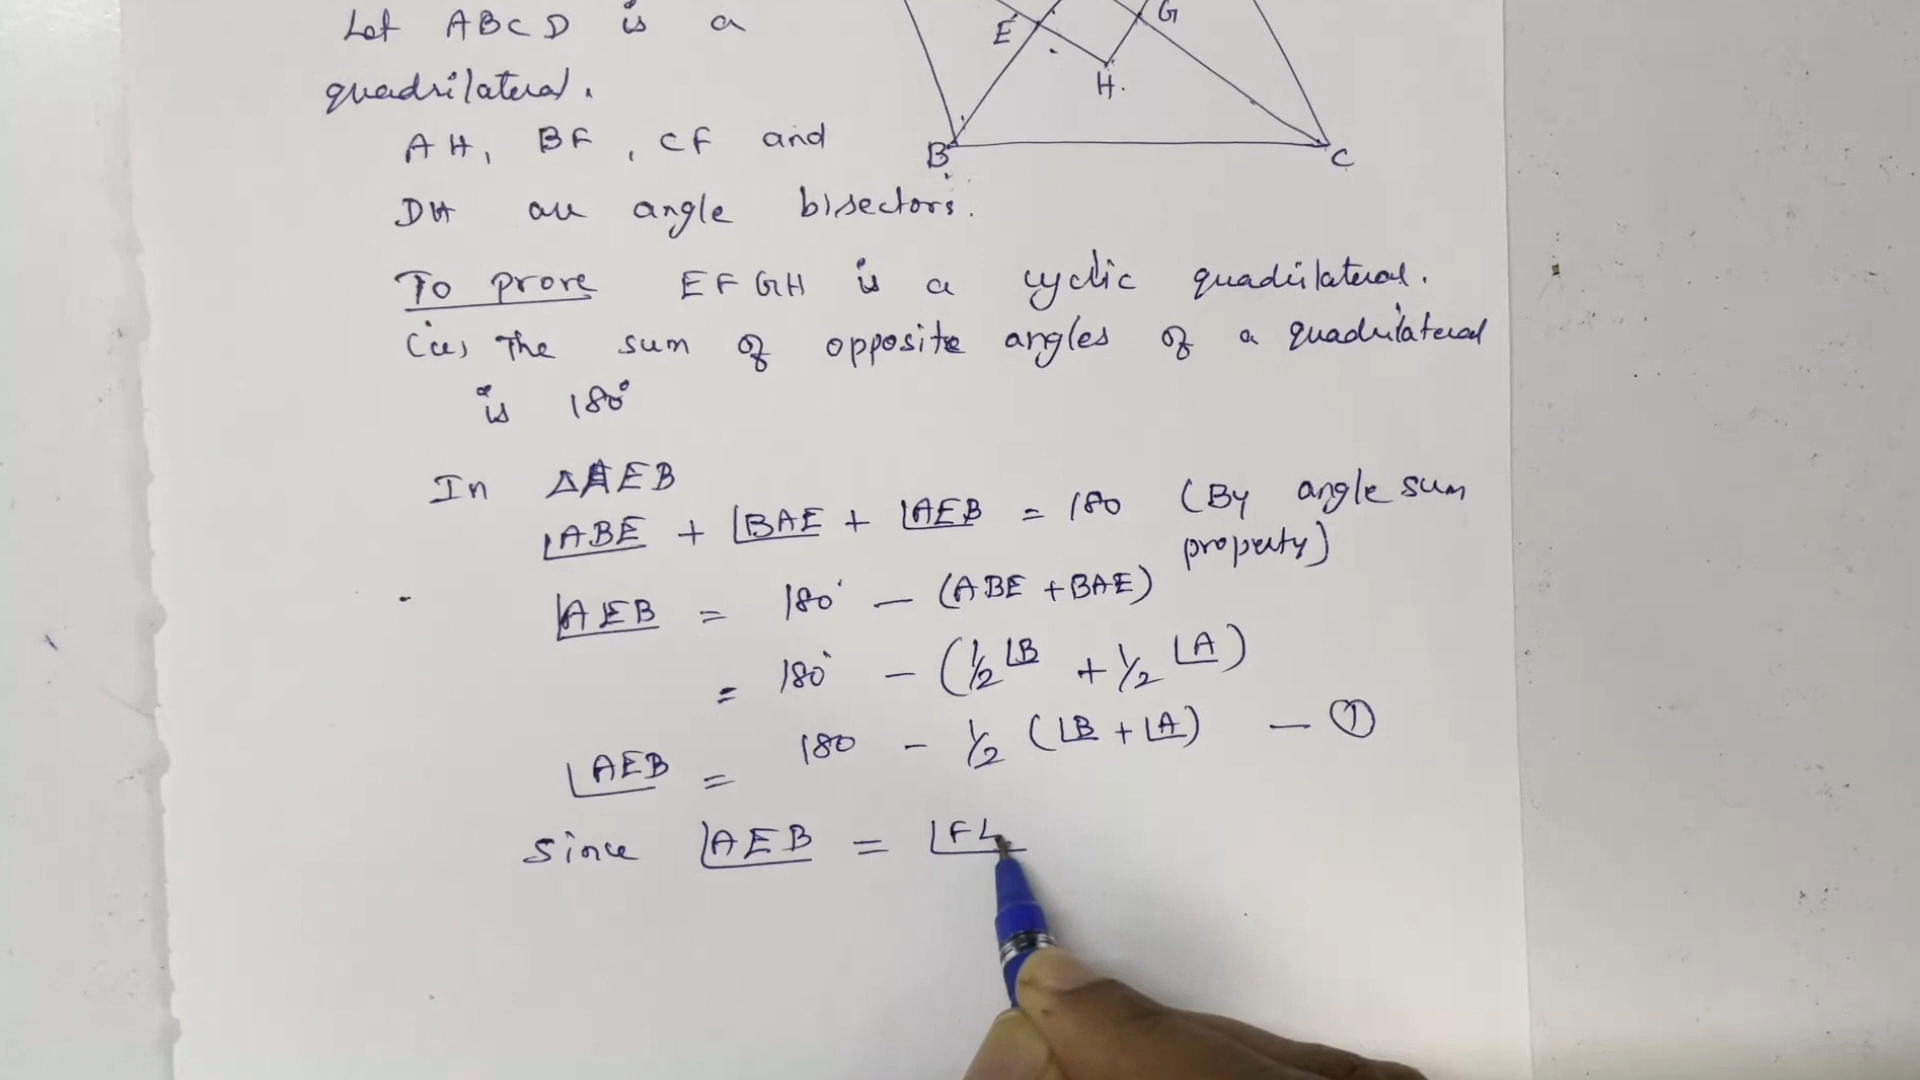 Let ABCD is a
quadrilateral.
AH, BF, CF and
DH are angle bisectors.
To prove EFGH is a cyclic quadrilateral.
(ie) The sum of opposite angles of a quadrilateral
is 180°
In ΔAEB
∠ABE + ∠BAE + ∠AEB = 180 (By angle sum
property)
∠AEB = 180° - (ABE + BAE)
= 180° - (1/2 ∠B + 1/2 ∠A)
∠AEB = 180 - 1/2 (∠B + ∠A) - ①
Since ∠AEB = ∠F
E
G
H.
B
C